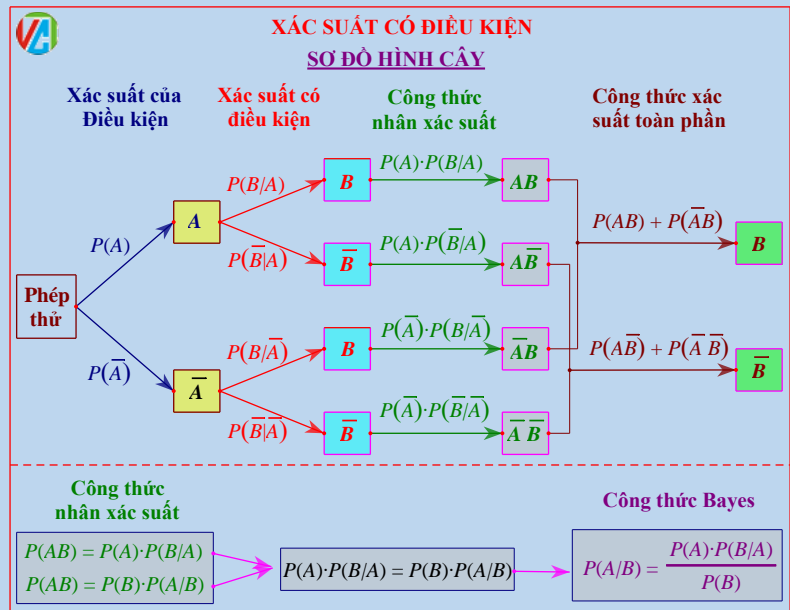 XÁC SUẤT CÓ ĐIỀU KIỆN
SƠ ĐỒ HÌNH CÂY
Xác suất của
Điều kiện
Xác suất có
điều kiện
Công thức
nhân xác suất
Công thức xác
suất toàn phần
P(A)
P(A̅)
Phép
thử
A
A̅
P(B/A)
P(B̅|A)
P(B/A̅)
P(B̅|A̅)
B
B̅
B
B̅
P(A)·P(B/A)
P(A)·P(B̅/A)
P(A̅)·P(B/A̅)
P(A̅)·P(B̅/A̅)
AB
AB̅
A̅B
A̅ B̅
P(AB) + P(A̅B)
B
P(AB̅) + P(A̅ B̅)
B̅
Công thức
nhân xác suất
P(AB) = P(A)·P(B/A)
P(AB) = P(B)·P(A/B)
P(A)·P(B/A) = P(B)·P(A/B)
Công thức Bayes
P(A/B) = P(A)·P(B/A) / P(B)